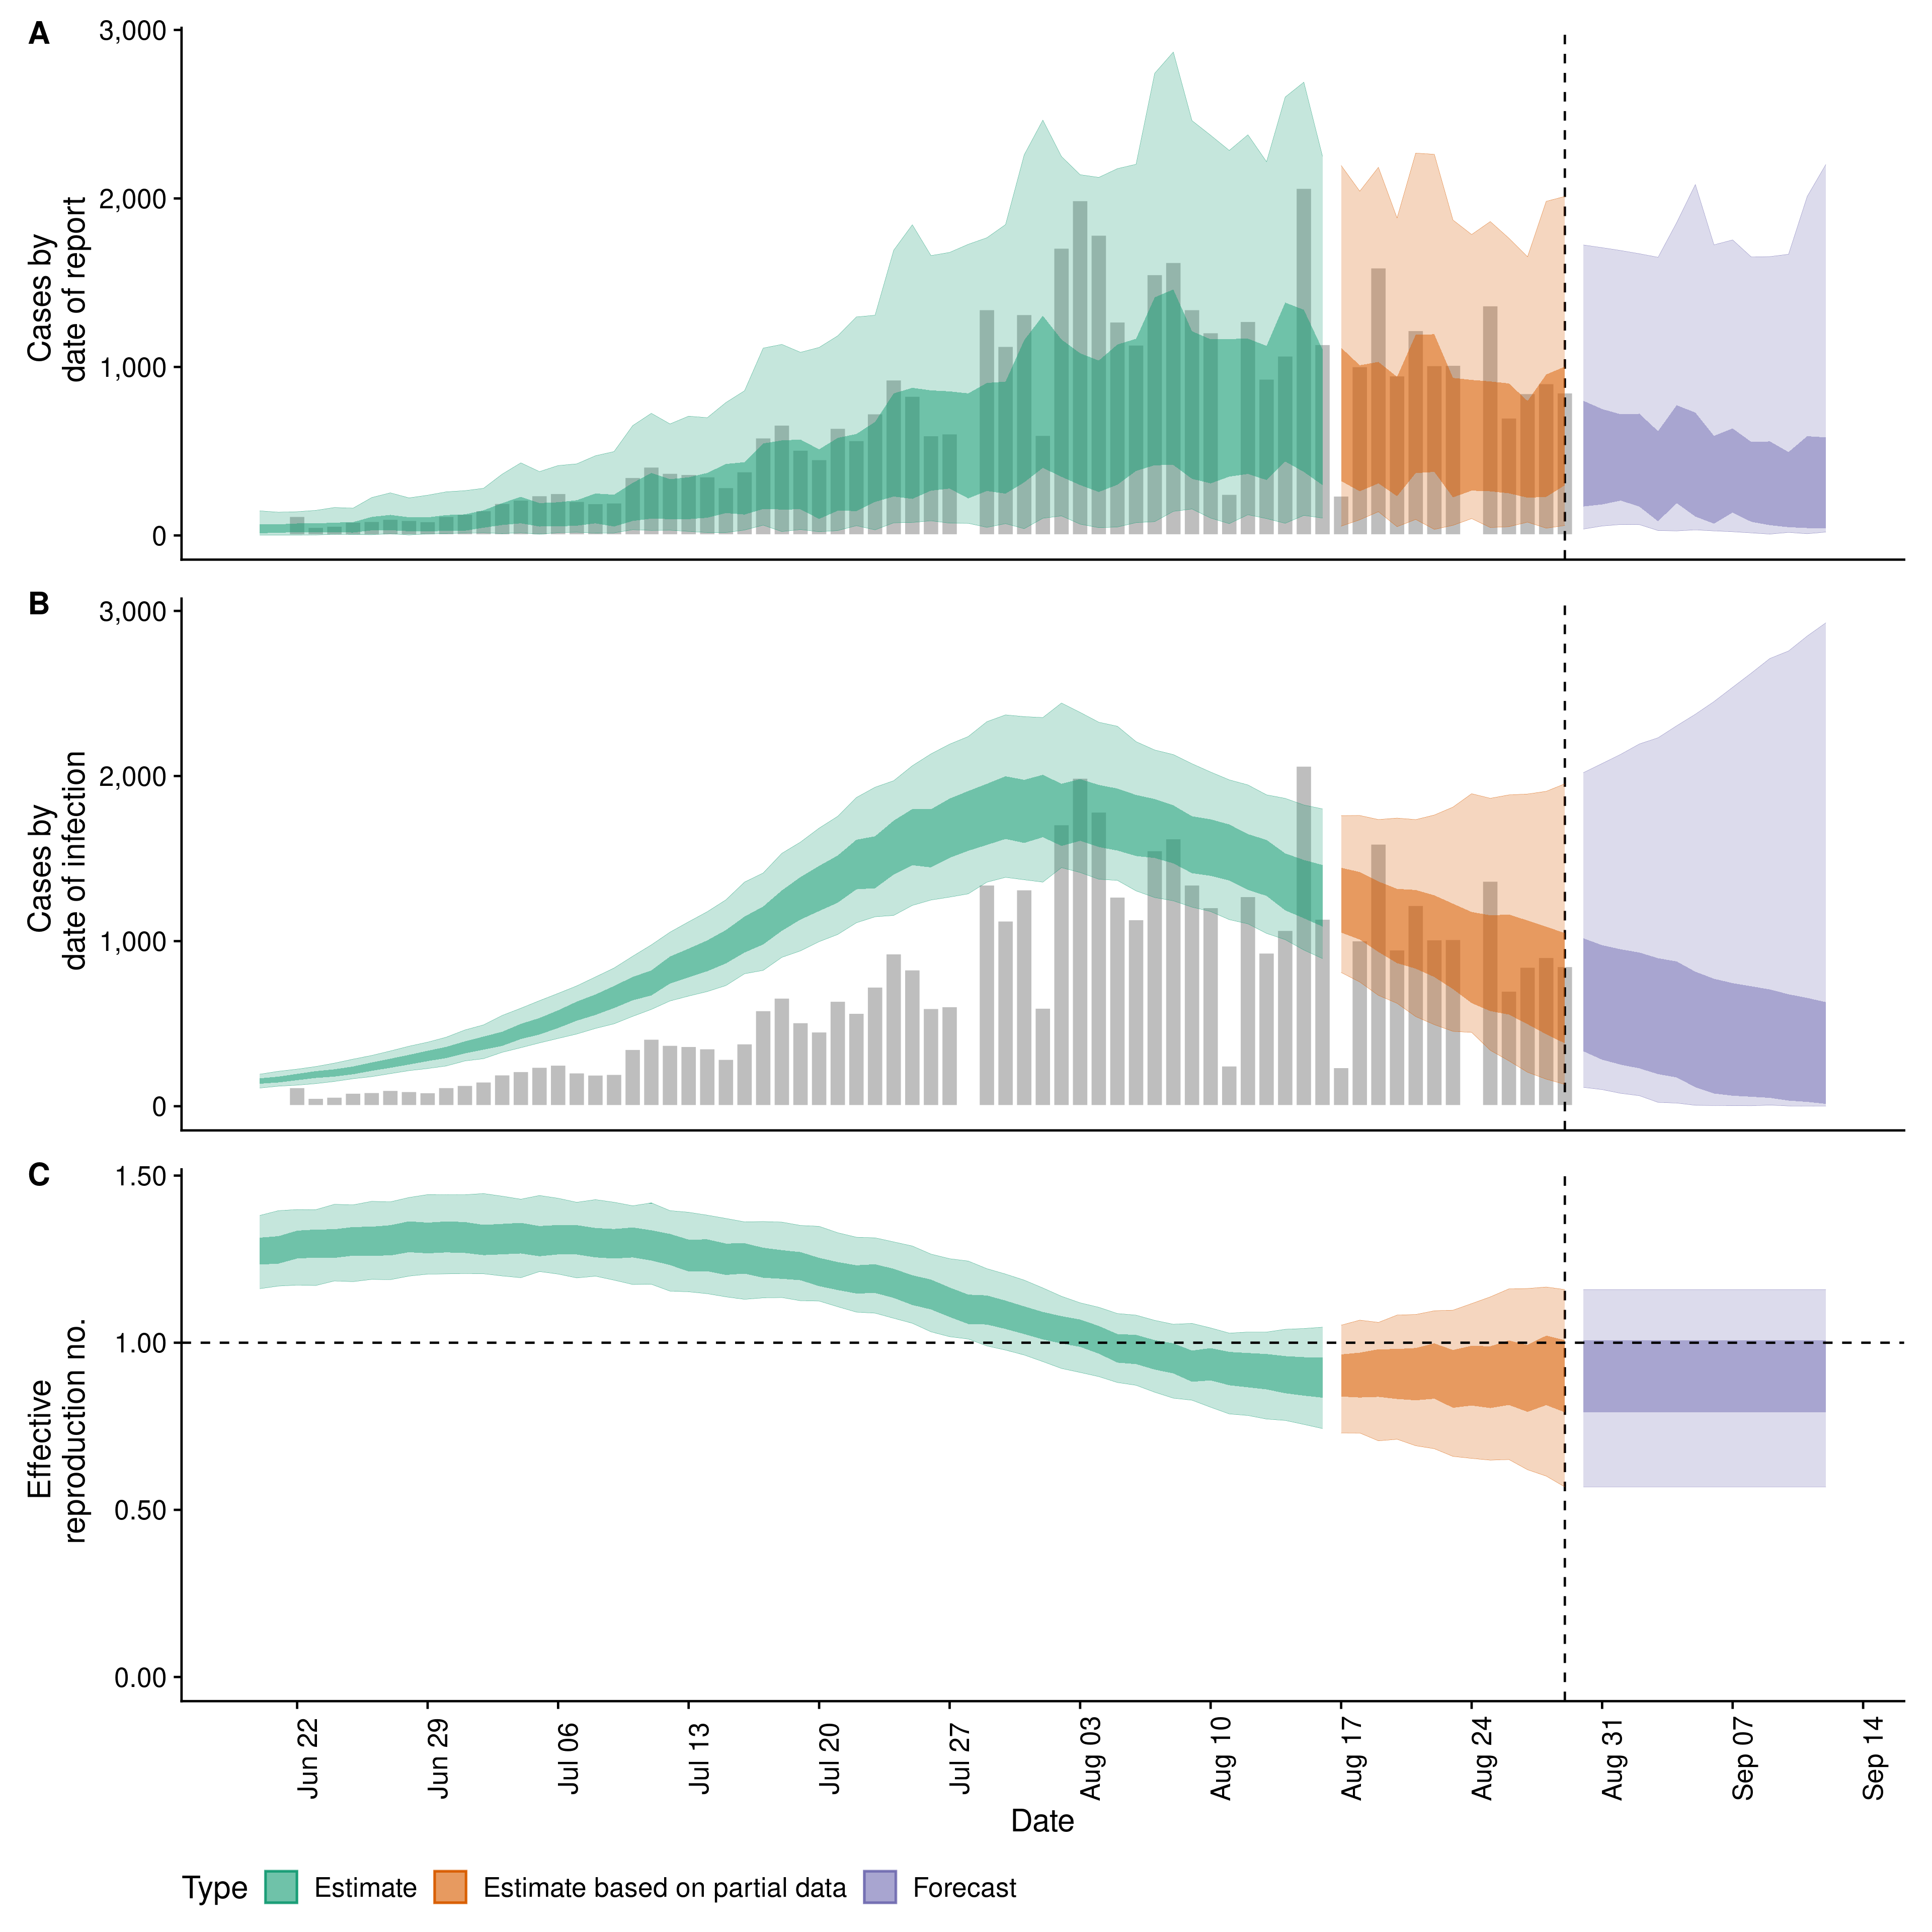 A
3,000
2,000
1,000
0
Cases by
date of report
B
3,000
2,000
1,000
0
Cases by
date of infection
C
1.50
1.00
0.50
0.00
Effective
reproduction no.
Jun 22
Jun 29
Jul 06
Jul 13
Jul 20
Jul 27
Aug 03
Aug 10
Aug 17
Aug 24
Aug 31
Sep 07
Sep 14
Date
Type Estimate Estimate based on partial data Forecast